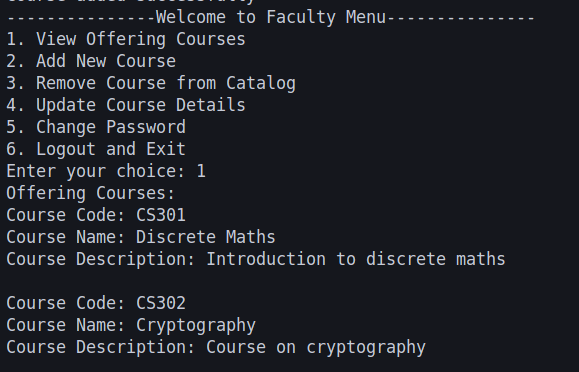 ---------------Welcome to Faculty Menu---------------
1. View Offering Courses
2. Add New Course
3. Remove Course from Catalog
4. Update Course Details
5. Change Password
6. Logout and Exit
Enter your choice: 1
Offering Courses:
Course Code: CS301
Course Name: Discrete Maths
Course Description: Introduction to discrete maths
Course Code: CS302
Course Name: Cryptography
Course Description: Course on cryptography